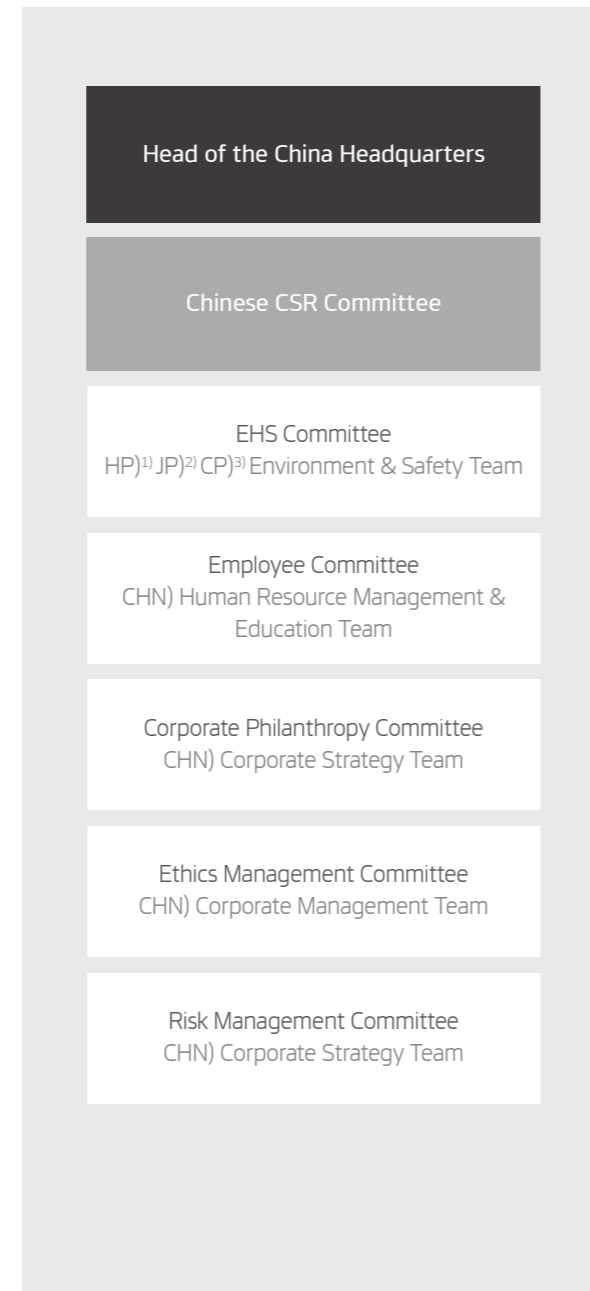 Head of the China Headquarters
Chinese CSR Committee
EHS Committee
HP)1) JP)2) CP)3) Environment & Safety Team
Employee Committee
CHN) Human Resource Management &
Education Team
Corporate Philanthropy Committee
CHN) Corporate Strategy Team
Ethics Management Committee
CHN) Corporate Management Team
Risk Management Committee
CHN) Corporate Strategy Team